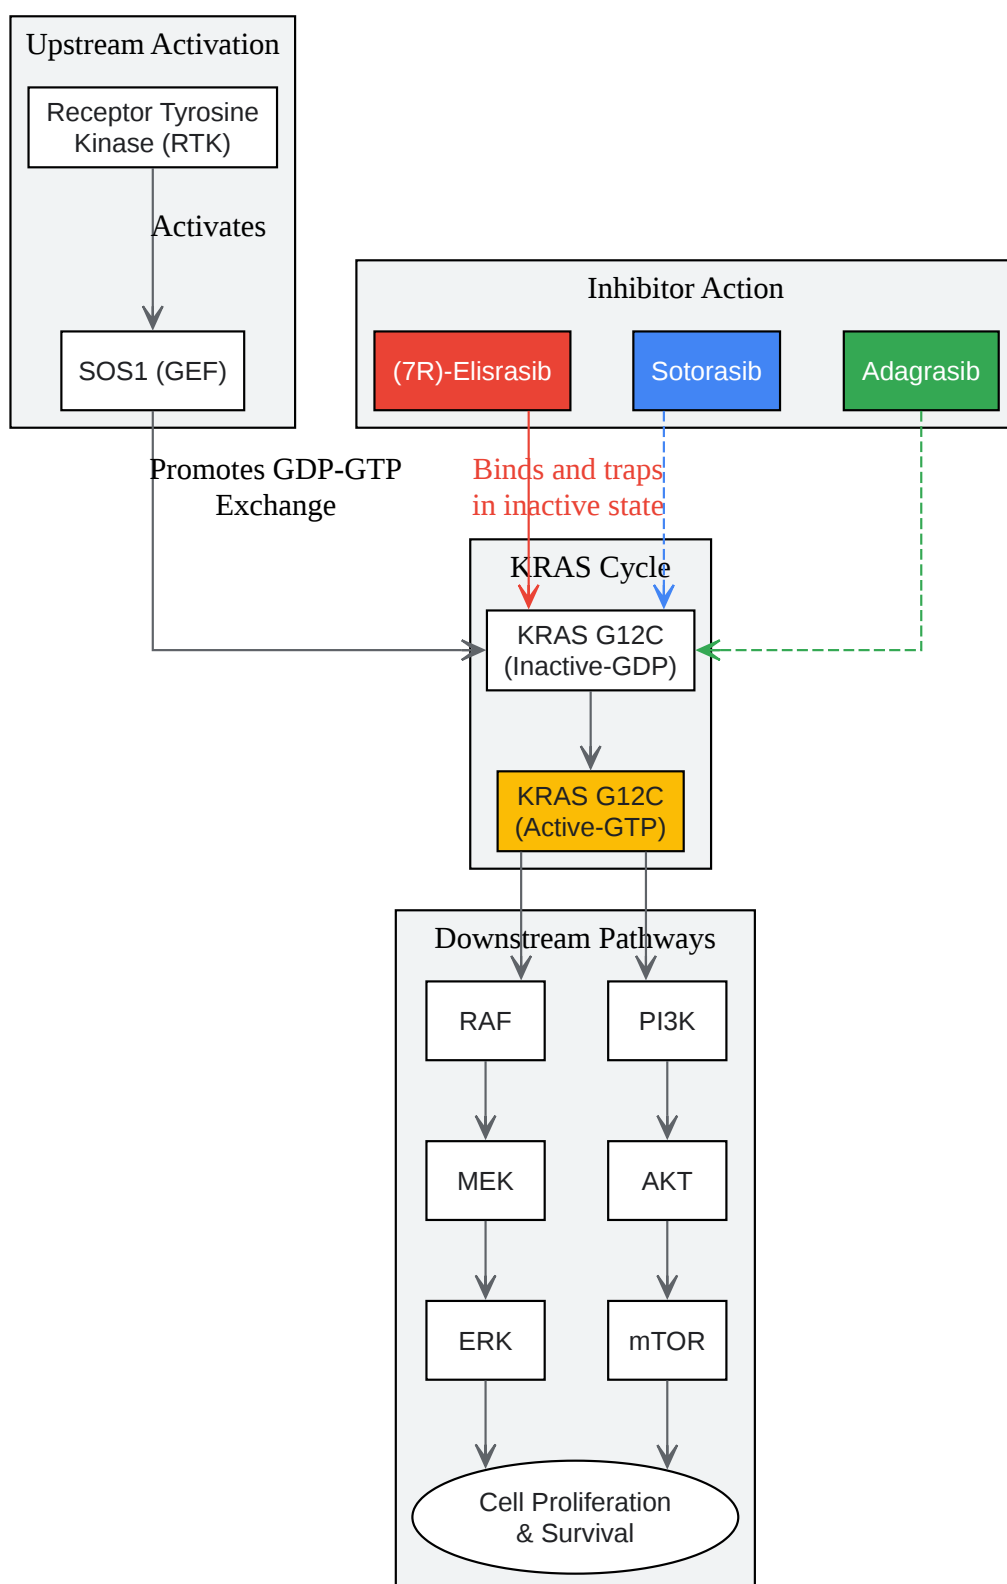 Upstream Activation
Receptor Tyrosine
Kinase (RTK)
Activates
SOS1 (GEF)
Inhibitor Action
(7R)-Elisrasib
Sotorasib
Adagrasib
Promotes GDP-GTP
Exchange
Binds and traps
in inactive state
KRAS Cycle
KRAS G12C
(Inactive-GDP)
KRAS G12C
(Active-GTP)
Downstream Pathways
RAF
PI3K
MEK
AKT
ERK
mTOR
Cell Proliferation
& Survival